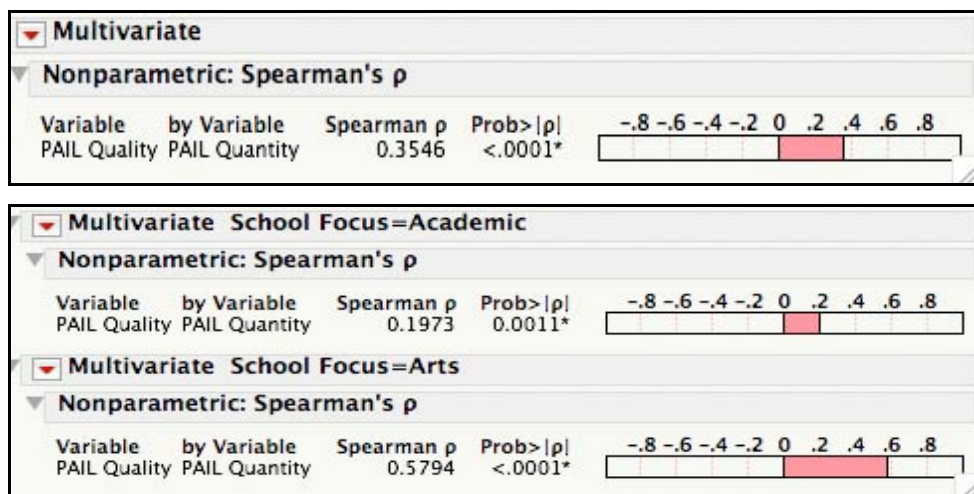 Multivariate
Nonparametric: Spearman's ρ
Variable by Variable Spearman ρ Prob>|ρ| -.8 -.6 -.4 -.2 0 .2 .4 .6 .8
PAIL Quality PAIL Quantity 0.3546 <.0001*
Multivariate School Focus=Academic
Nonparametric: Spearman's ρ
Variable by Variable Spearman ρ Prob>|ρ| -.8 -.6 -.4 -.2 0 .2 .4 .6 .8
PAIL Quality PAIL Quantity 0.1973 0.0011*
Multivariate School Focus=Arts
Nonparametric: Spearman's ρ
Variable by Variable Spearman ρ Prob>|ρ| -.8 -.6 -.4 -.2 0 .2 .4 .6 .8
PAIL Quality PAIL Quantity 0.5794 <.0001*